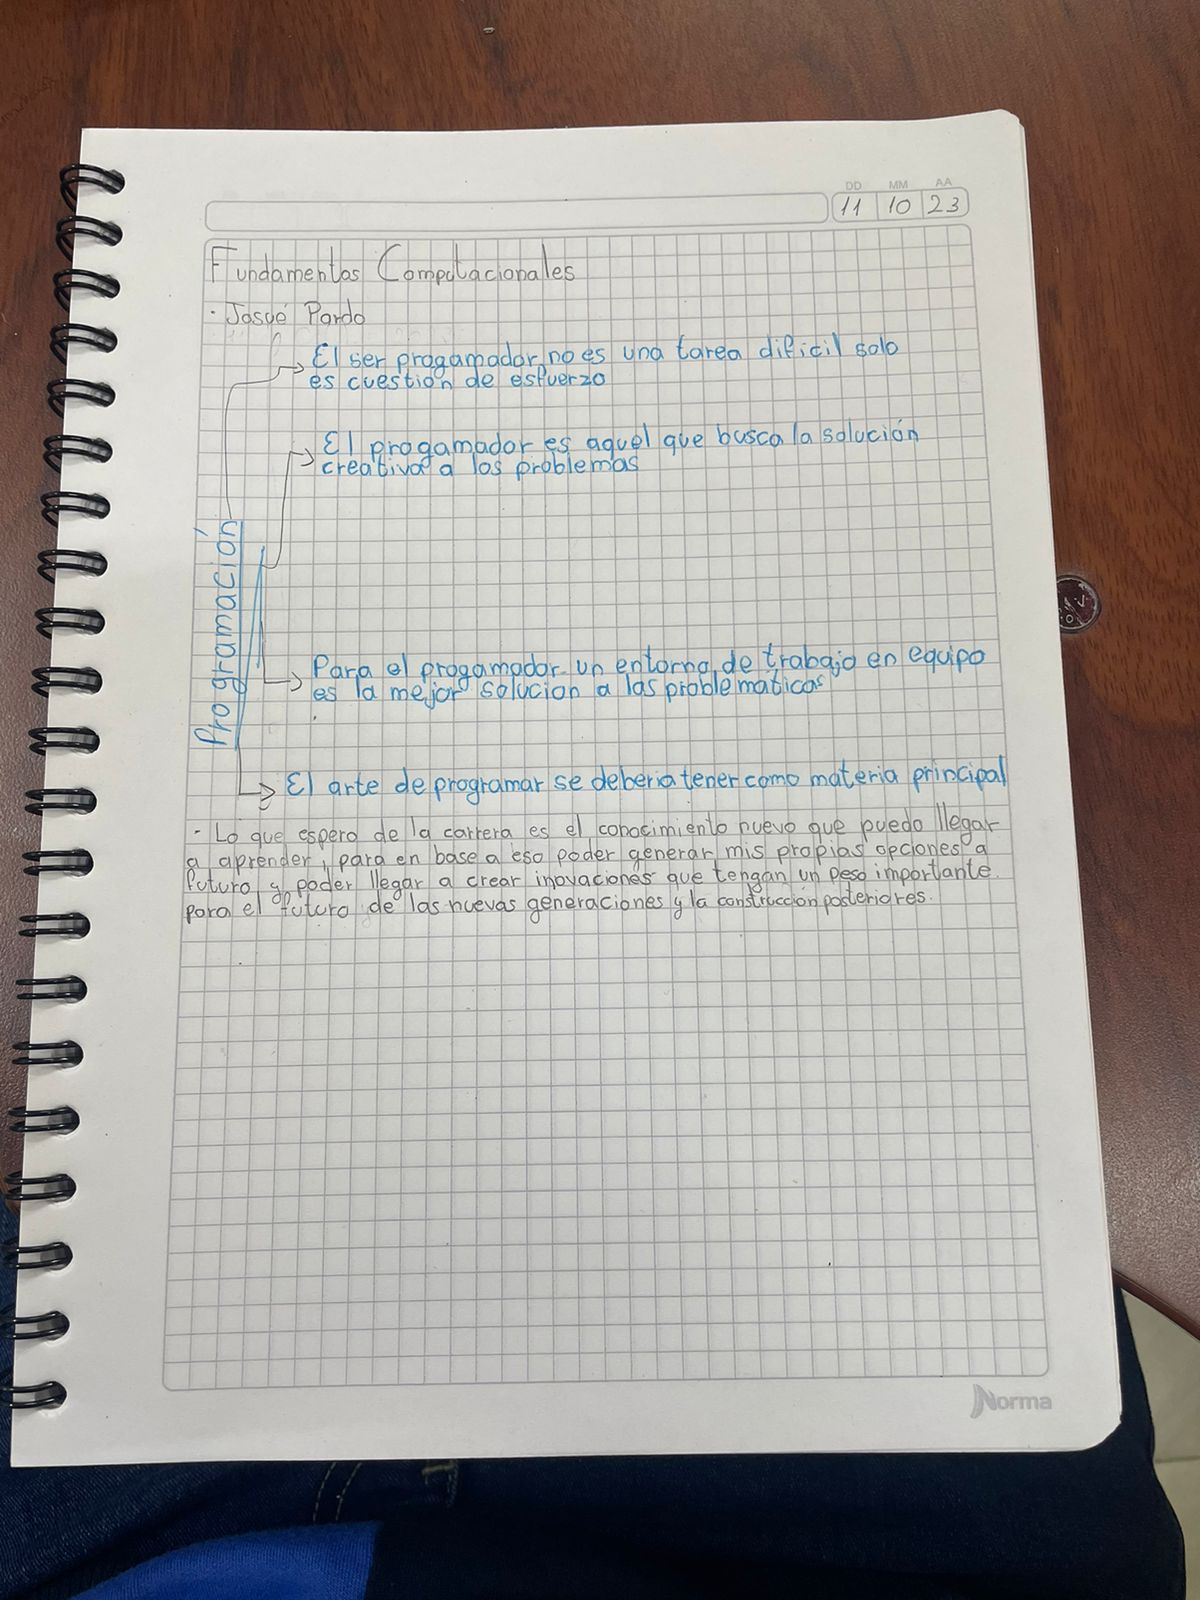 DD MM AA
11 10 23
Fundamentos Computacionales
· Josué Pardo
El ser progamador, no es una tarea dificil solo
es cuestion de esfuerzo
El progamador es aquel que busca la solución
creativa a los problemas
Programación
Para el progamador un entorno de trabajo en equipo
es la mejor solucion a las problematicas
El arte de programar se deberia tener como materia principal
- Lo que espero de la carrera es el conocimiento nuevo que puedo llegar
a aprender, para en base a eso poder generar mis propias opciones a
futuro y poder llegar a crear inovaciones que tengan un peso importante
para el futuro de las nuevas generaciones y la construcción posteriores.
Norma